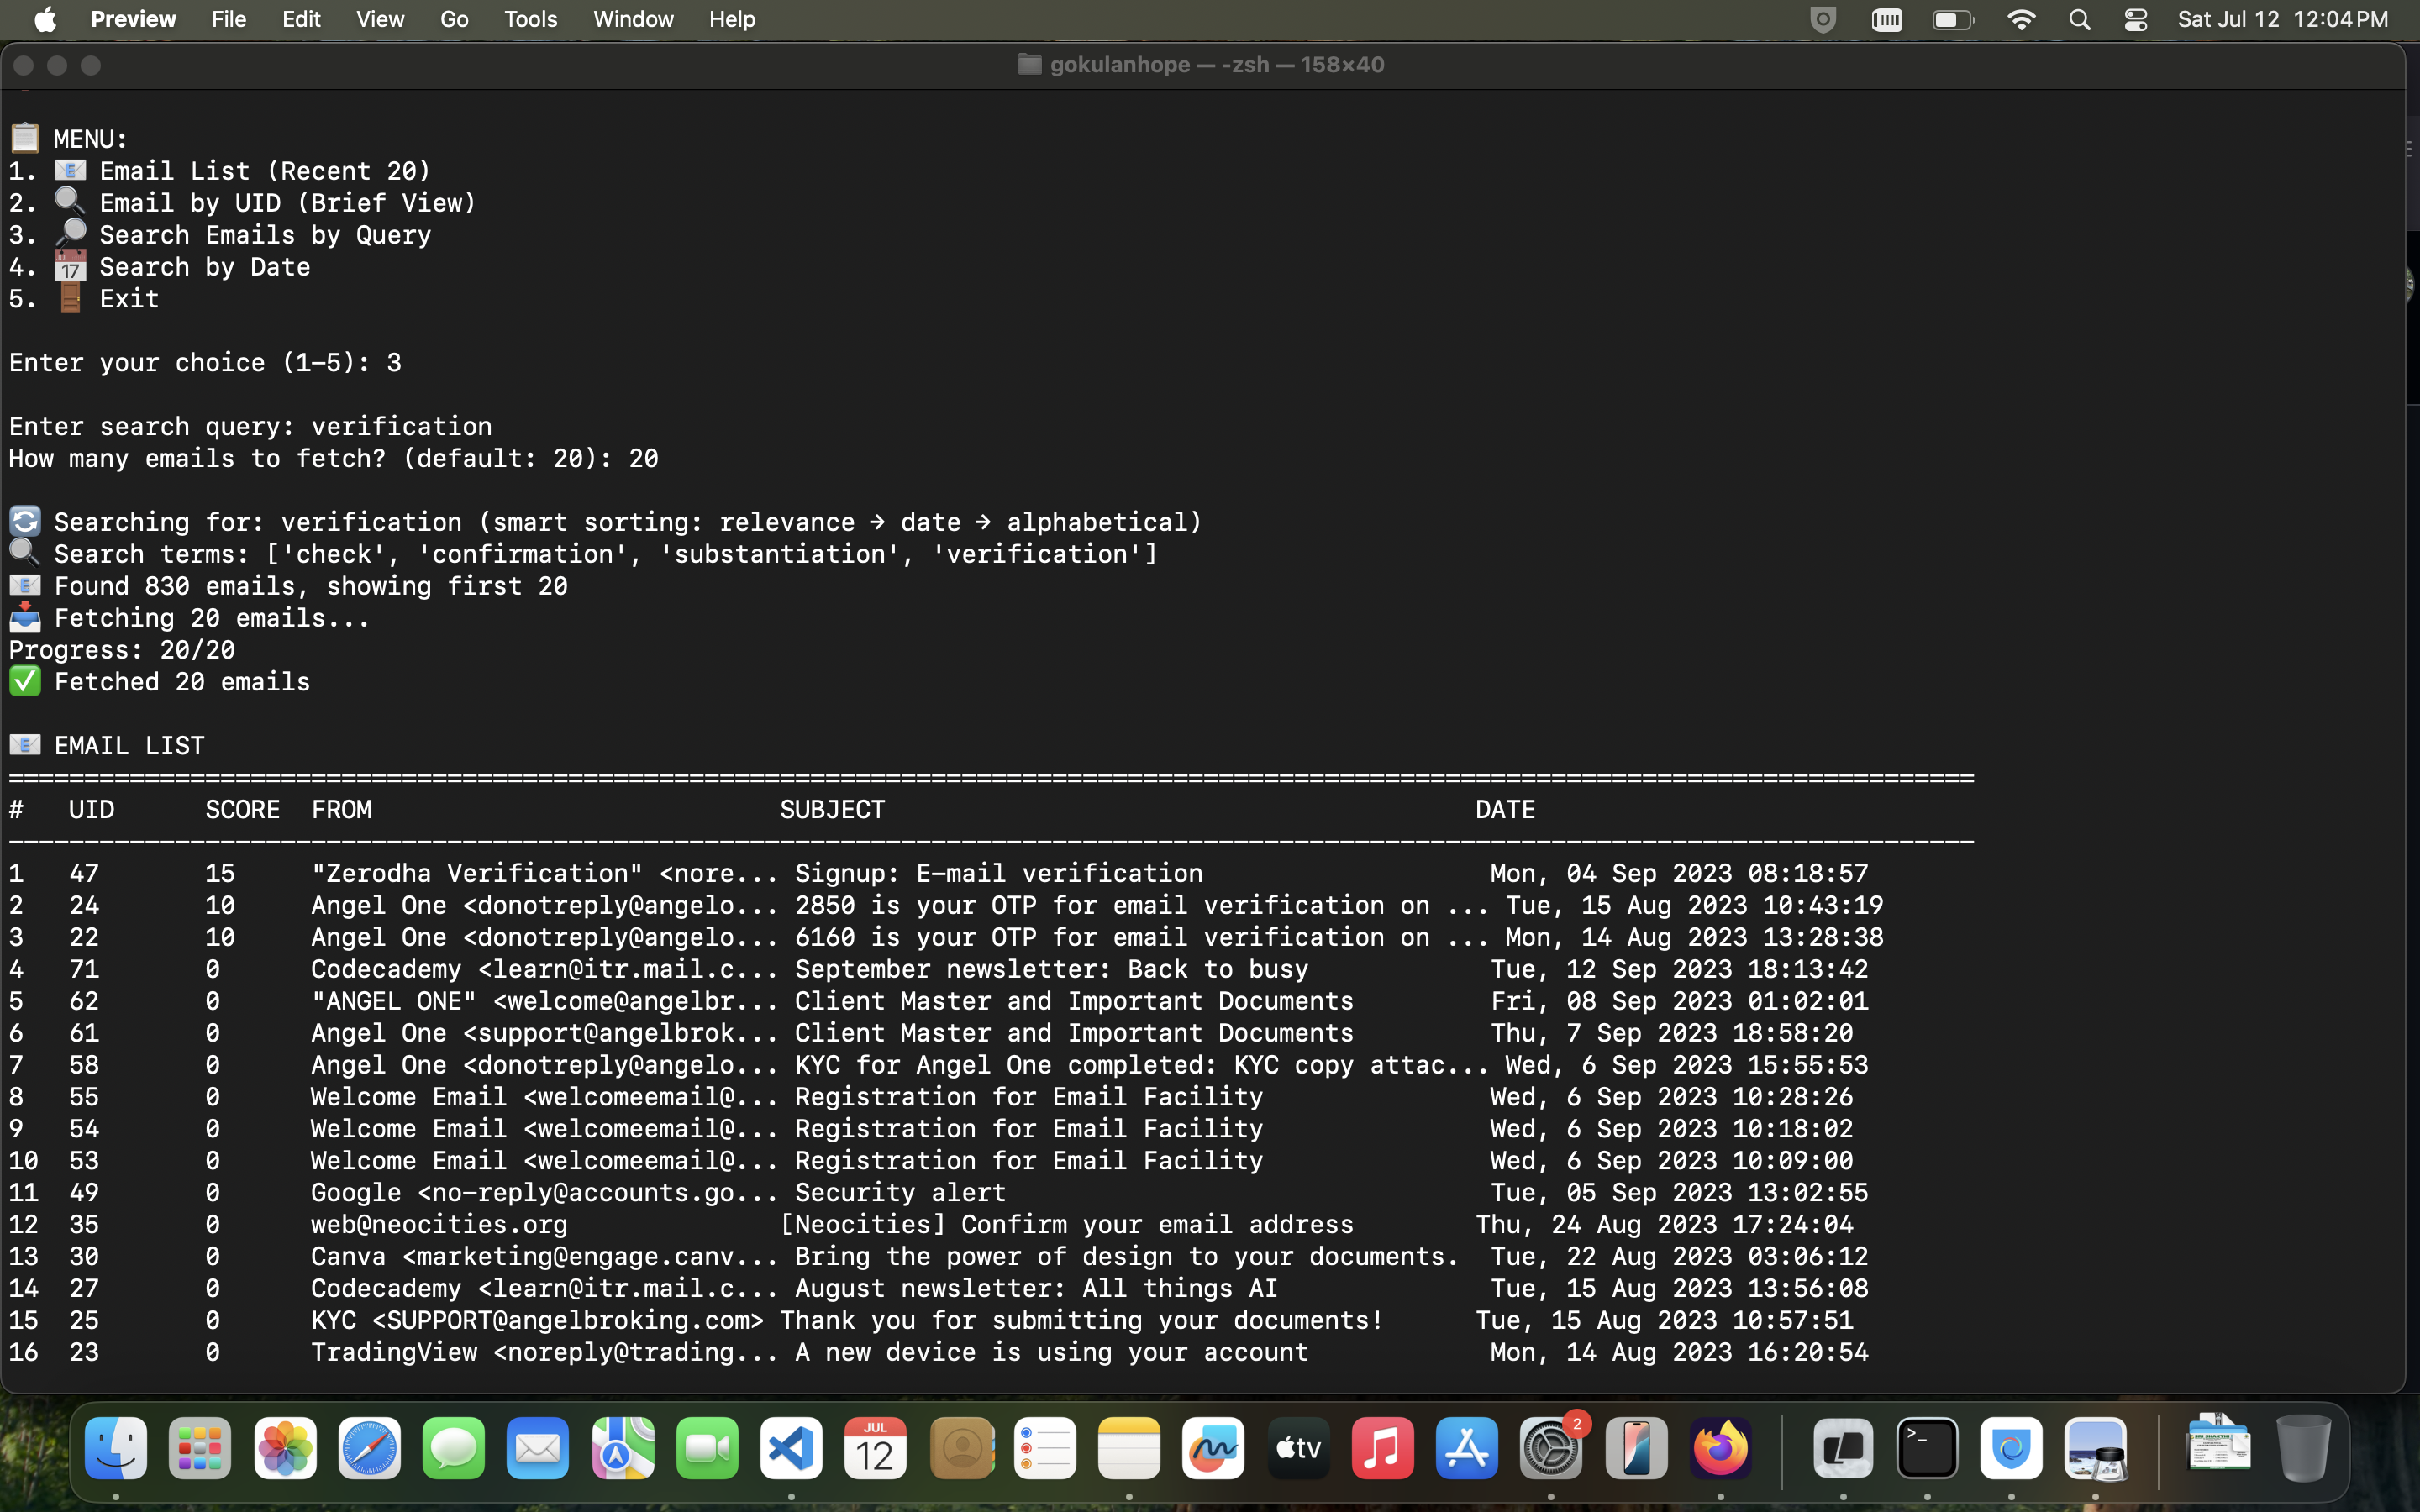 Preview File Edit View Go Tools Window Help Sat Jul 12 12:04 PM
gokulanhope — -zsh — 158×40
MENU:
1. Email List (Recent 20)
2. Email by UID (Brief View)
3. Search Emails by Query
4. Search by Date
5. Exit
Enter your choice (1-5): 3
Enter search query: verification
How many emails to fetch? (default: 20): 20
Searching for: verification (smart sorting: relevance → date → alphabetical)
Search terms: ['check', 'confirmation', 'substantiation', 'verification']
Found 830 emails, showing first 20
Fetching 20 emails...
Progress: 20/20
Fetched 20 emails
EMAIL LIST
# UID SCORE FROM SUBJECT DATE
1 47 15 "Zerodha Verification" <nore... Signup: E-mail verification Mon, 04 Sep 2023 08:18:57
2 24 10 Angel One <donotreply@angelo... 2850 is your OTP for email verification on ... Tue, 15 Aug 2023 10:43:19
3 22 10 Angel One <donotreply@angelo... 6160 is your OTP for email verification on ... Mon, 14 Aug 2023 13:28:38
4 71 0 Codecademy <learn@itr.mail.c... September newsletter: Back to busy Tue, 12 Sep 2023 18:13:42
5 62 0 "ANGEL ONE" <welcome@angelbr... Client Master and Important Documents Fri, 08 Sep 2023 01:02:01
6 61 0 Angel One <support@angelbrok... Client Master and Important Documents Thu, 7 Sep 2023 18:58:20
7 58 0 Angel One <donotreply@angelo... KYC for Angel One completed: KYC copy attac... Wed, 6 Sep 2023 15:55:53
8 55 0 Welcome Email <welcomeemail@... Registration for Email Facility Wed, 6 Sep 2023 10:28:26
9 54 0 Welcome Email <welcomeemail@... Registration for Email Facility Wed, 6 Sep 2023 10:18:02
10 53 0 Welcome Email <welcomeemail@... Registration for Email Facility Wed, 6 Sep 2023 10:09:00
11 49 0 Google <no-reply@accounts.go... Security alert Tue, 05 Sep 2023 13:02:55
12 35 0 web@neocities.org [Neocities] Confirm your email address Thu, 24 Aug 2023 17:24:04
13 30 0 Canva <marketing@engage.canv... Bring the power of design to your documents. Tue, 22 Aug 2023 03:06:12
14 27 0 Codecademy <learn@itr.mail.c... August newsletter: All things AI Tue, 15 Aug 2023 13:56:08
15 25 0 KYC <SUPPORT@angelbroking.com> Thank you for submitting your documents! Tue, 15 Aug 2023 10:57:51
16 23 0 TradingView <noreply@trading... A new device is using your account Mon, 14 Aug 2023 16:20:54
JUL
12
tv
2